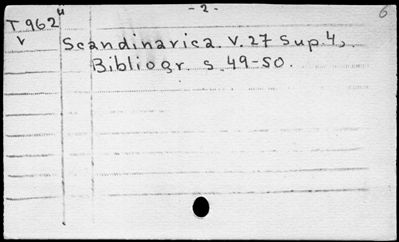 - 2 - 6
T 962 u
v Scandinavica. V. 27 Sup. 4,
Bibliogr. s. 49-50.